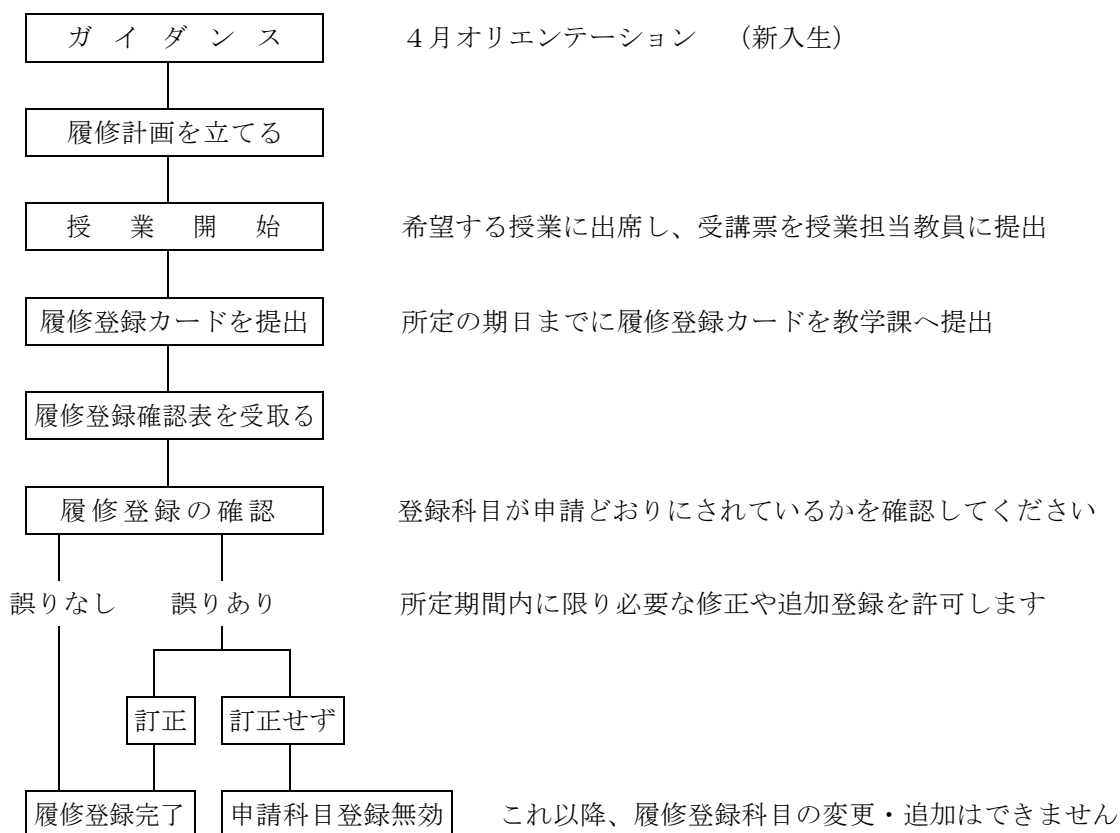 ガイダンス　４月オリエンテーション　（新入生）
履修計画を立てる
授業開始　希望する授業に出席し、受講票を授業担当教員に提出
履修登録カードを提出　所定の期日までに履修登録カードを教学課へ提出
履修登録確認表を受取る
履修登録の確認　登録科目が申請どおりにされているかを確認してください
誤りなし　誤りあり　所定期間内に限り必要な修正や追加登録を許可します
訂正　訂正せず
履修登録完了　申請科目登録無効　これ以降、履修登録科目の変更・追加はできません